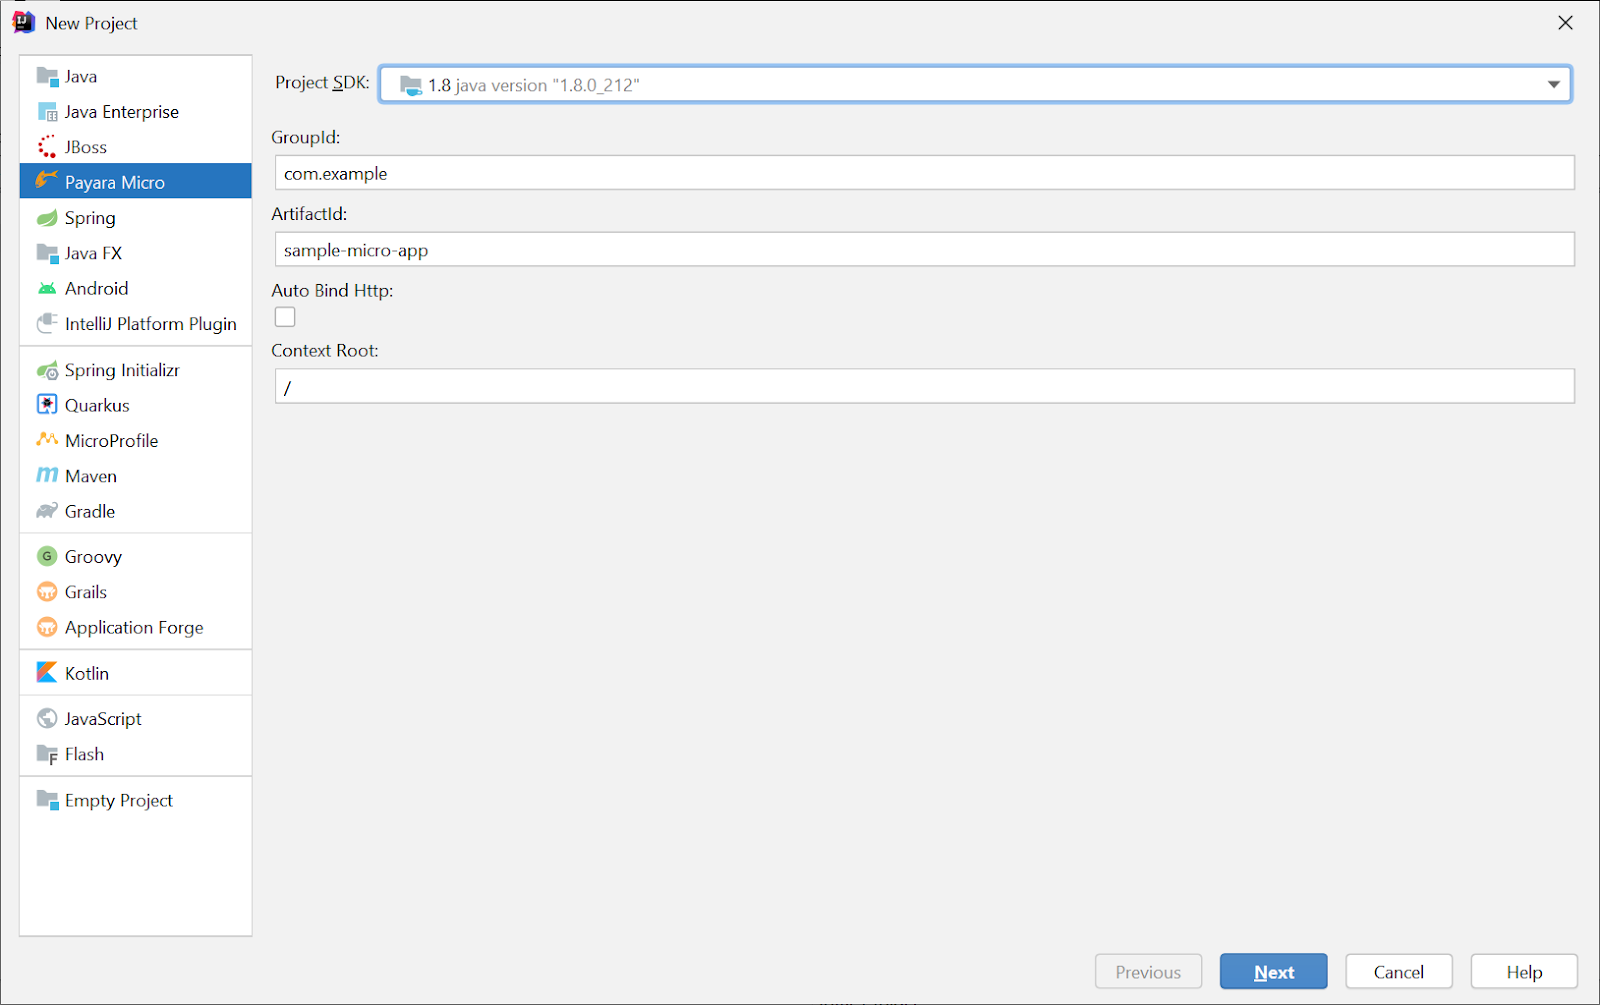 New Project
Java
Java Enterprise
JBoss
Payara Micro
Spring
Java FX
Android
IntelliJ Platform Plugin
Spring Initializr
Quarkus
MicroProfile
Maven
Gradle
Groovy
Grails
Application Forge
Kotlin
JavaScript
Flash
Empty Project
Project SDK: 1.8 java version "1.8.0_212"
GroupId:
com.example
ArtifactId:
sample-micro-app
Auto Bind Http:
Context Root:
/
Previous Next Cancel Help